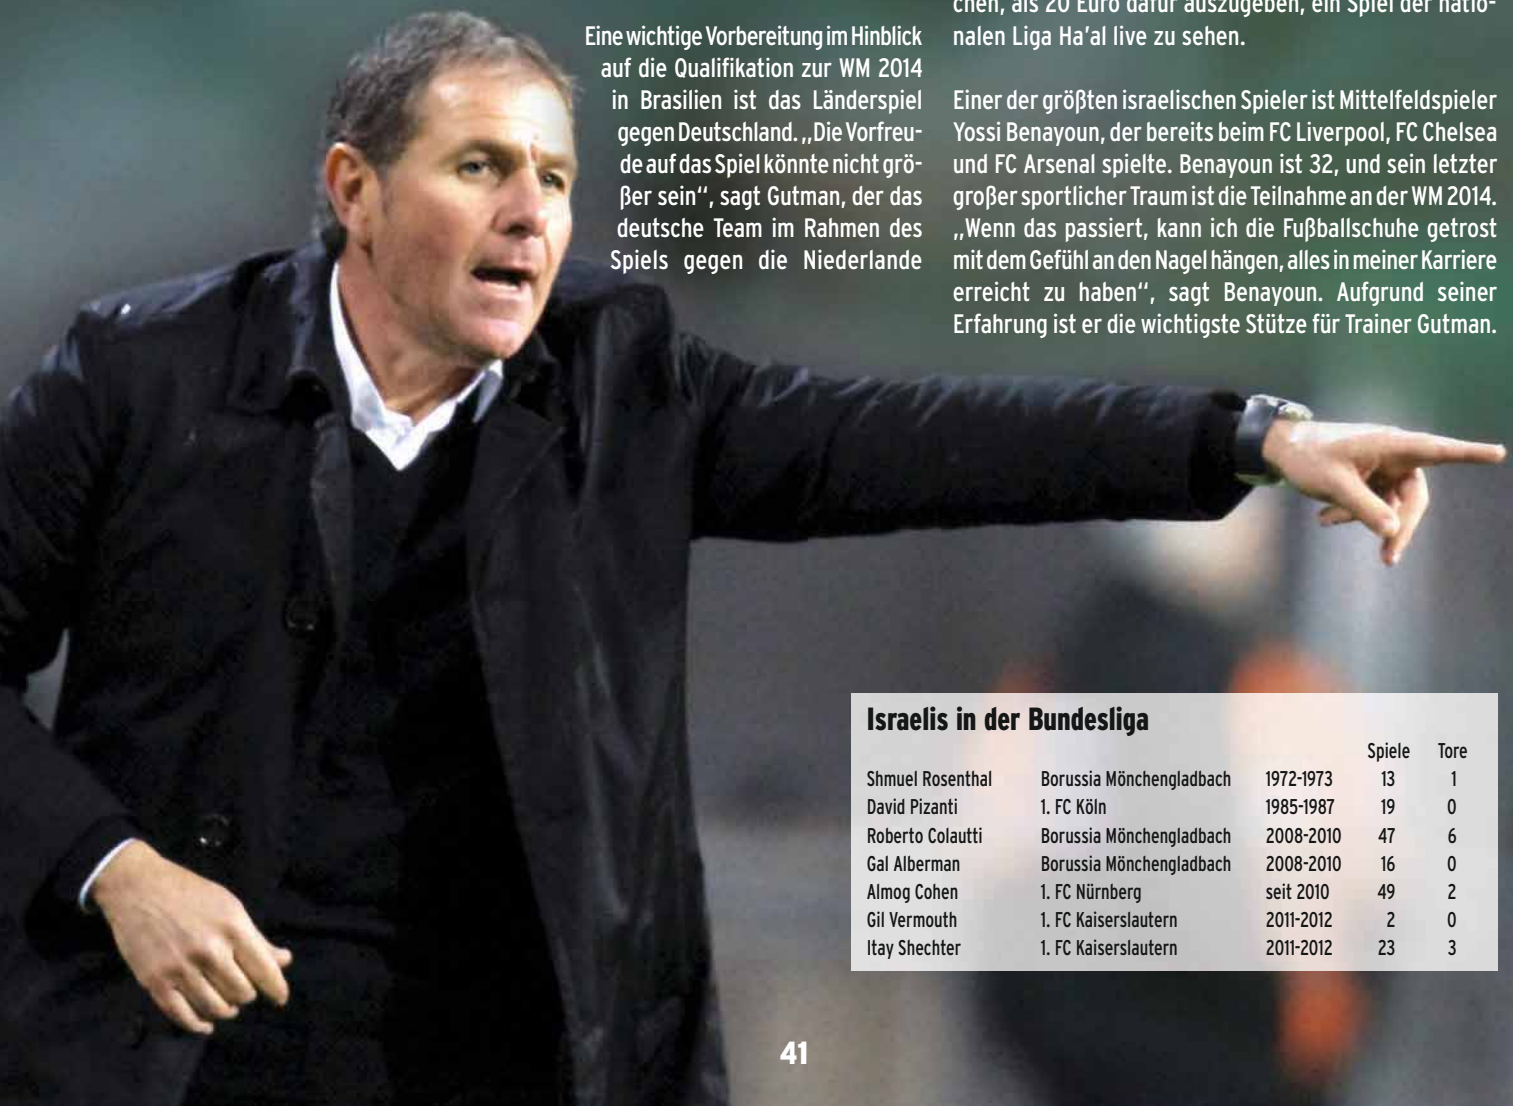 Eine wichtige Vorbereitung im Hinblick
auf die Qualifikation zur WM 2014
in Brasilien ist das Länderspiel
gegen Deutschland. „Die Vorfreu-
de auf das Spiel könnte nicht grö-
ßer sein“, sagt Gutman, der das
deutsche Team im Rahmen des
Spiels gegen die Niederlande
chen, als 20 Euro dafür auszugeben, ein Spiel der natio-
nalen Liga Ha’al live zu sehen.
Einer der größten israelischen Spieler ist Mittelfeldspieler
Yossi Benayoun, der bereits beim FC Liverpool, FC Chelsea
und FC Arsenal spielte. Benayoun ist 32, und sein letzter
großer sportlicher Traum ist die Teilnahme an der WM 2014.
„Wenn das passiert, kann ich die Fußballschuhe getrost
mit dem Gefühl an den Nagel hängen, alles in meiner Karriere
erreicht zu haben“, sagt Benayoun. Aufgrund seiner
Erfahrung ist er die wichtigste Stütze für Trainer Gutman.
Israelis in der Bundesliga
Spiele Tore
Shmuel Rosenthal Borussia Mönchengladbach 1972-1973 13 1
David Pizanti 1. FC Köln 1985-1987 19 0
Roberto Colautti Borussia Mönchengladbach 2008-2010 47 6
Gal Alberman Borussia Mönchengladbach 2008-2010 16 0
Almog Cohen 1. FC Nürnberg seit 2010 49 2
Gil Vermouth 1. FC Kaiserslautern 2011-2012 2 0
Itay Shechter 1. FC Kaiserslautern 2011-2012 23 3
41